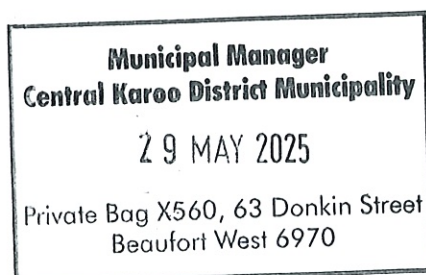 Municipal Manager
Central Karoo District Municipality
29 MAY 2025
Private Bag X560, 63 Donkin Street
Beaufort West 6970